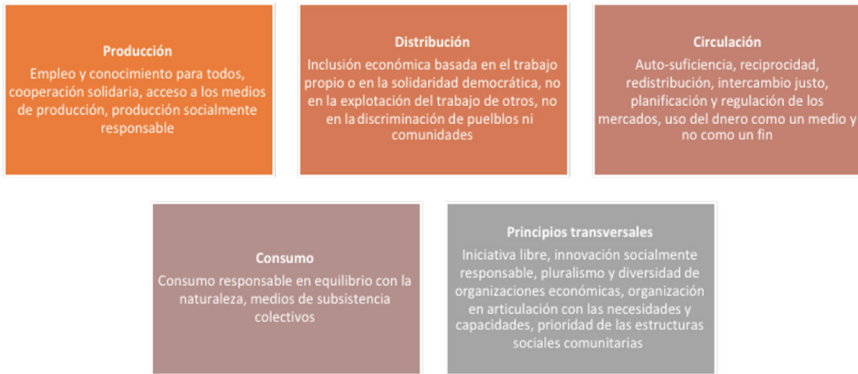 Producción
Empleo y conocimiento para todos,
cooperación solidaria, acceso a los medios
de producción, producción socialmente
responsable
Distribución
Inclusión económica basada en el trabajo
propio o en la solidaridad democrática, no
en la explotación del trabajo de otros, no
en la discriminación de puelblos ni
comunidades
Circulación
Auto-suficiencia, reciprocidad,
redistribución, intercambio justo,
planificación y regulación de los
mercados, uso del dnero como un medio y
no como un fin
Consumo
Consumo responsable en equilibrio con la
naturaleza, medios de subsistencia
colectivos
Principios transversales
Iniciativa libre, innovación socialmente
responsable, pluralismo y diversidad de
organizaciones económicas, organización
en articulación con las necesidades y
capacidades, prioridad de las estructuras
sociales comunitarias